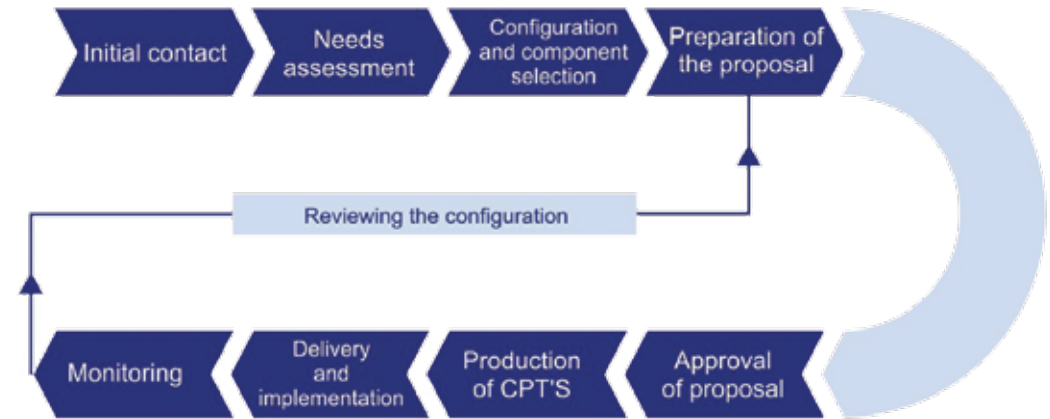 Initial contact
Needs
assessment
Configuration
and component
selection
Preparation of
the proposal
Reviewing the configuration
Monitoring
Delivery
and
implementation
Production
of CPT'S
Approval
of proposal